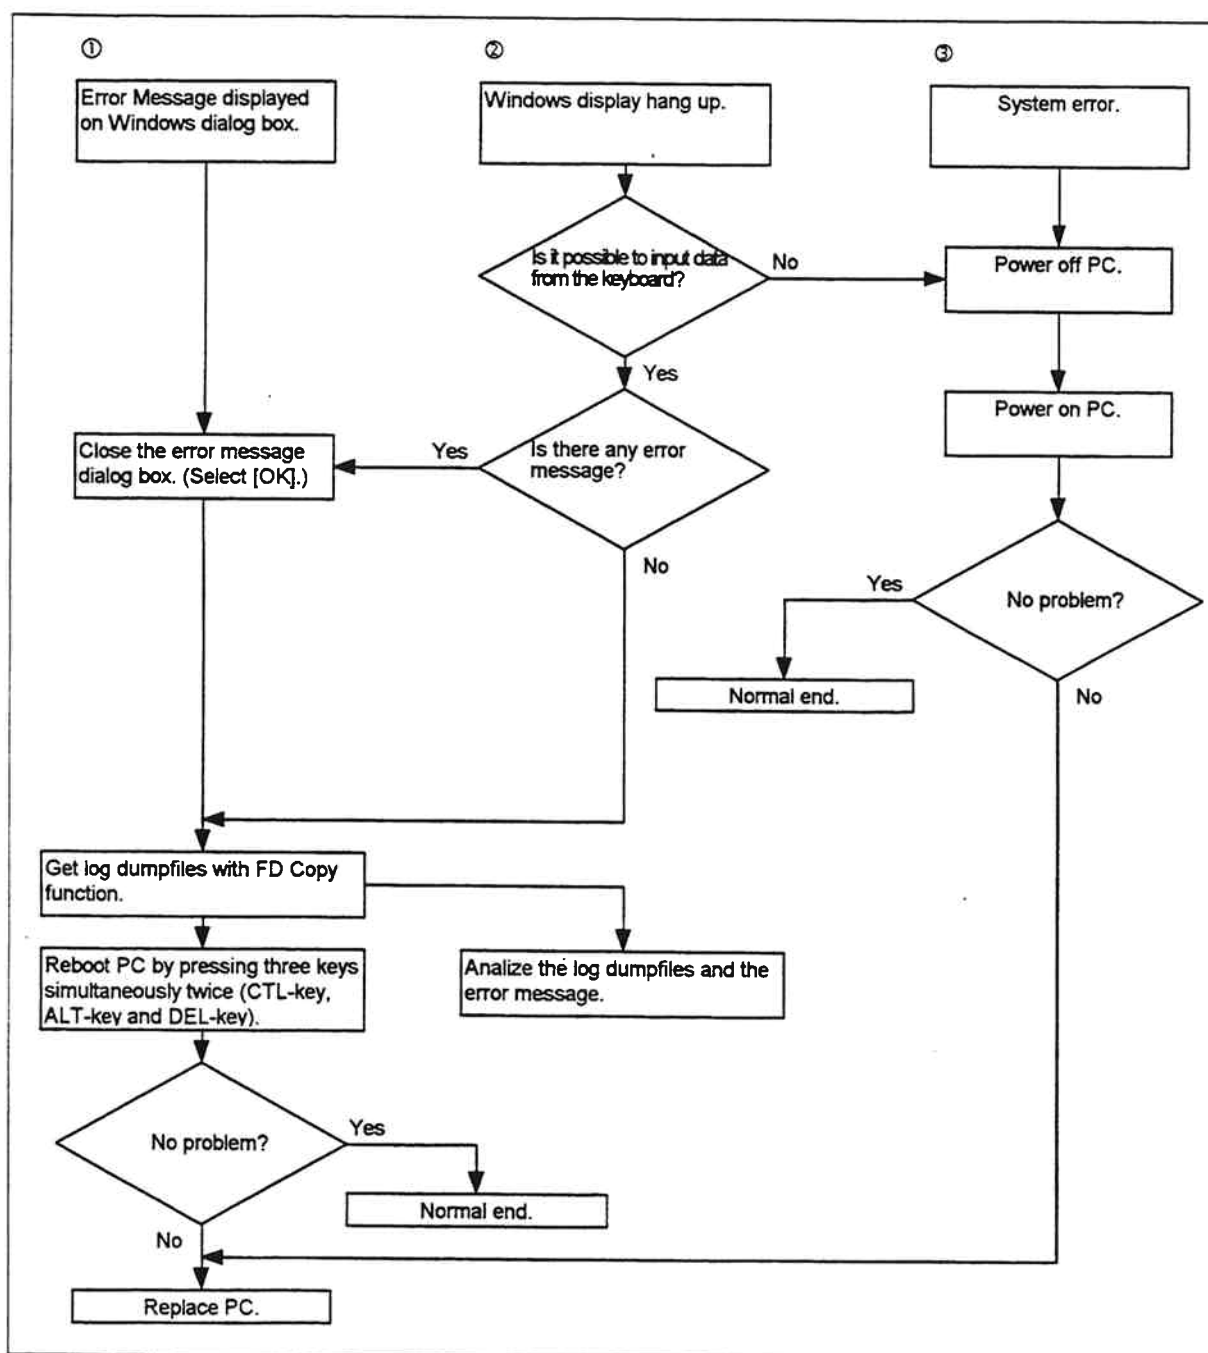 ①
②
③
Error Message displayed
on Windows dialog box.
Windows display hang up.
System error.
Is it possible to input data
from the keyboard?
No
Power off PC.
Yes
Power on PC.
Close the error message
dialog box. (Select [OK].)
Yes
Is there any error
message?
No
Yes
No problem?
Normal end.
No
Get log dumpfiles with FD Copy
function.
Reboot PC by pressing three keys
simultaneously twice (CTL-key,
ALT-key and DEL-key).
Analize the log dumpfiles and the
error message.
No problem?
Yes
Normal end.
No
Replace PC.